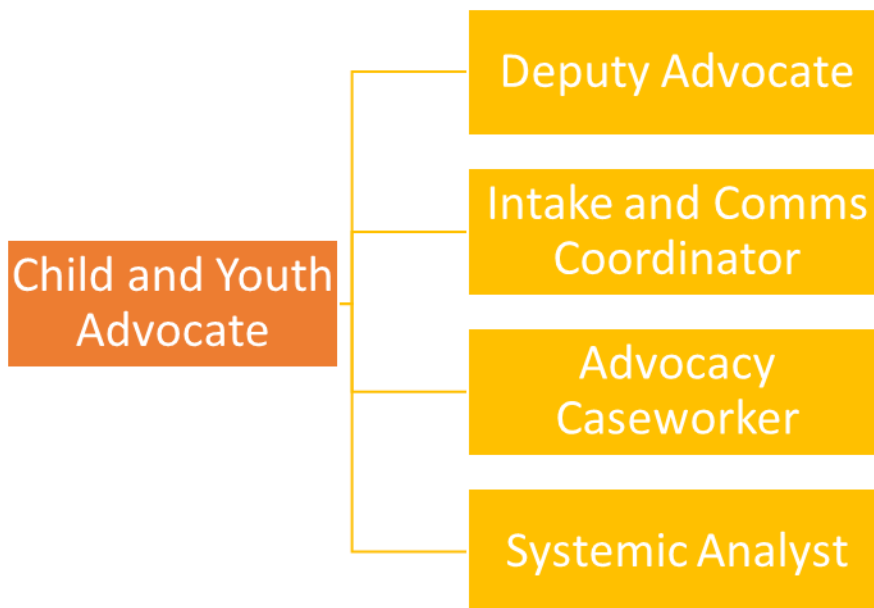 Child and Youth
Advocate
Deputy Advocate
Intake and Comms
Coordinator
Advocacy
Caseworker
Systemic Analyst